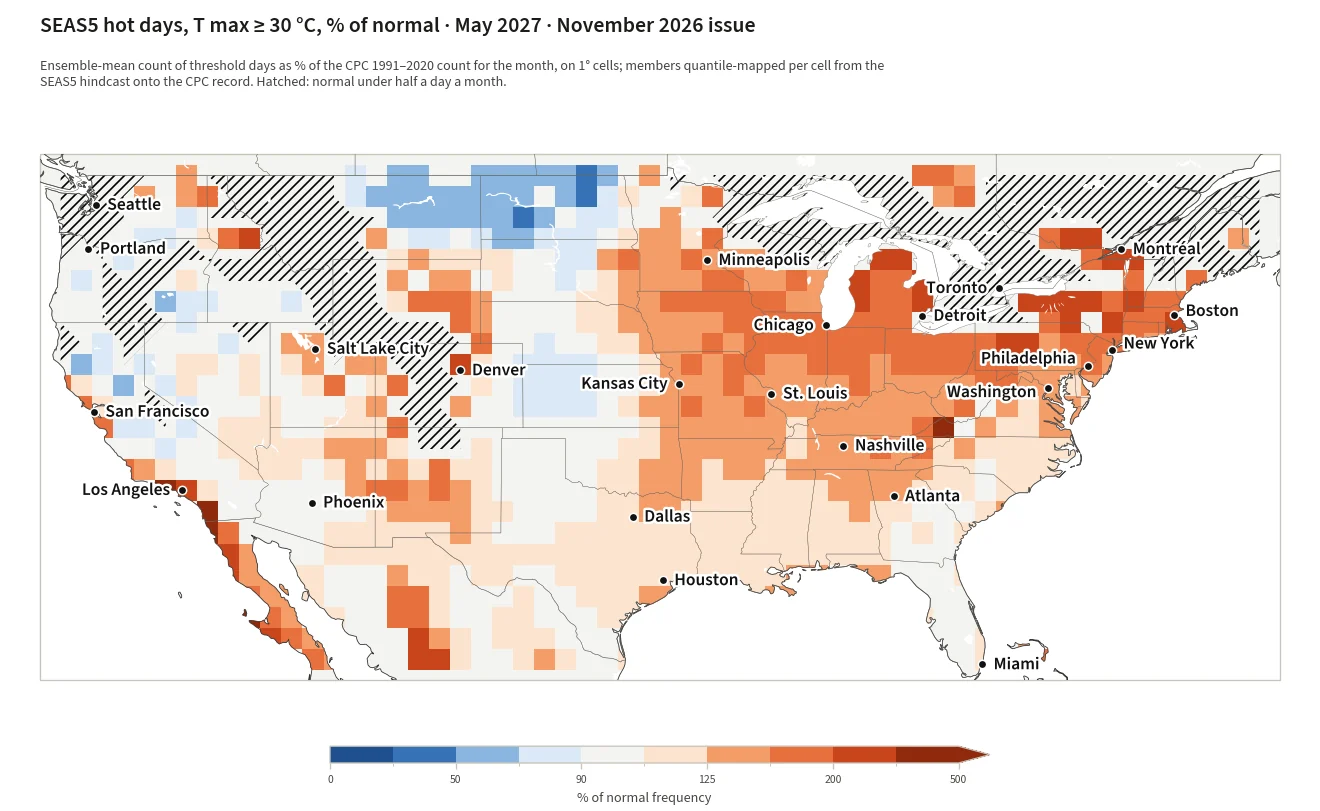 SEAS5 hot days, T max ≥ 30 °C, % of normal · May 2027 · November 2026 issue
Ensemble-mean count of threshold days as % of the CPC 1991–2020 count for the month, on 1° cells; members quantile-mapped per cell from the
SEAS5 hindcast onto the CPC record. Hatched: normal under half a day a month.
Seattle
Portland
Montréal
Minneapolis
Toronto
Boston
Detroit
Chicago
New York
Salt Lake City
Philadelphia
Denver
Kansas City
St. Louis
Washington
San Francisco
Nashville
Los Angeles
Phoenix
Atlanta
Dallas
Houston
Miami
0 50 90 125 200 500
% of normal frequency